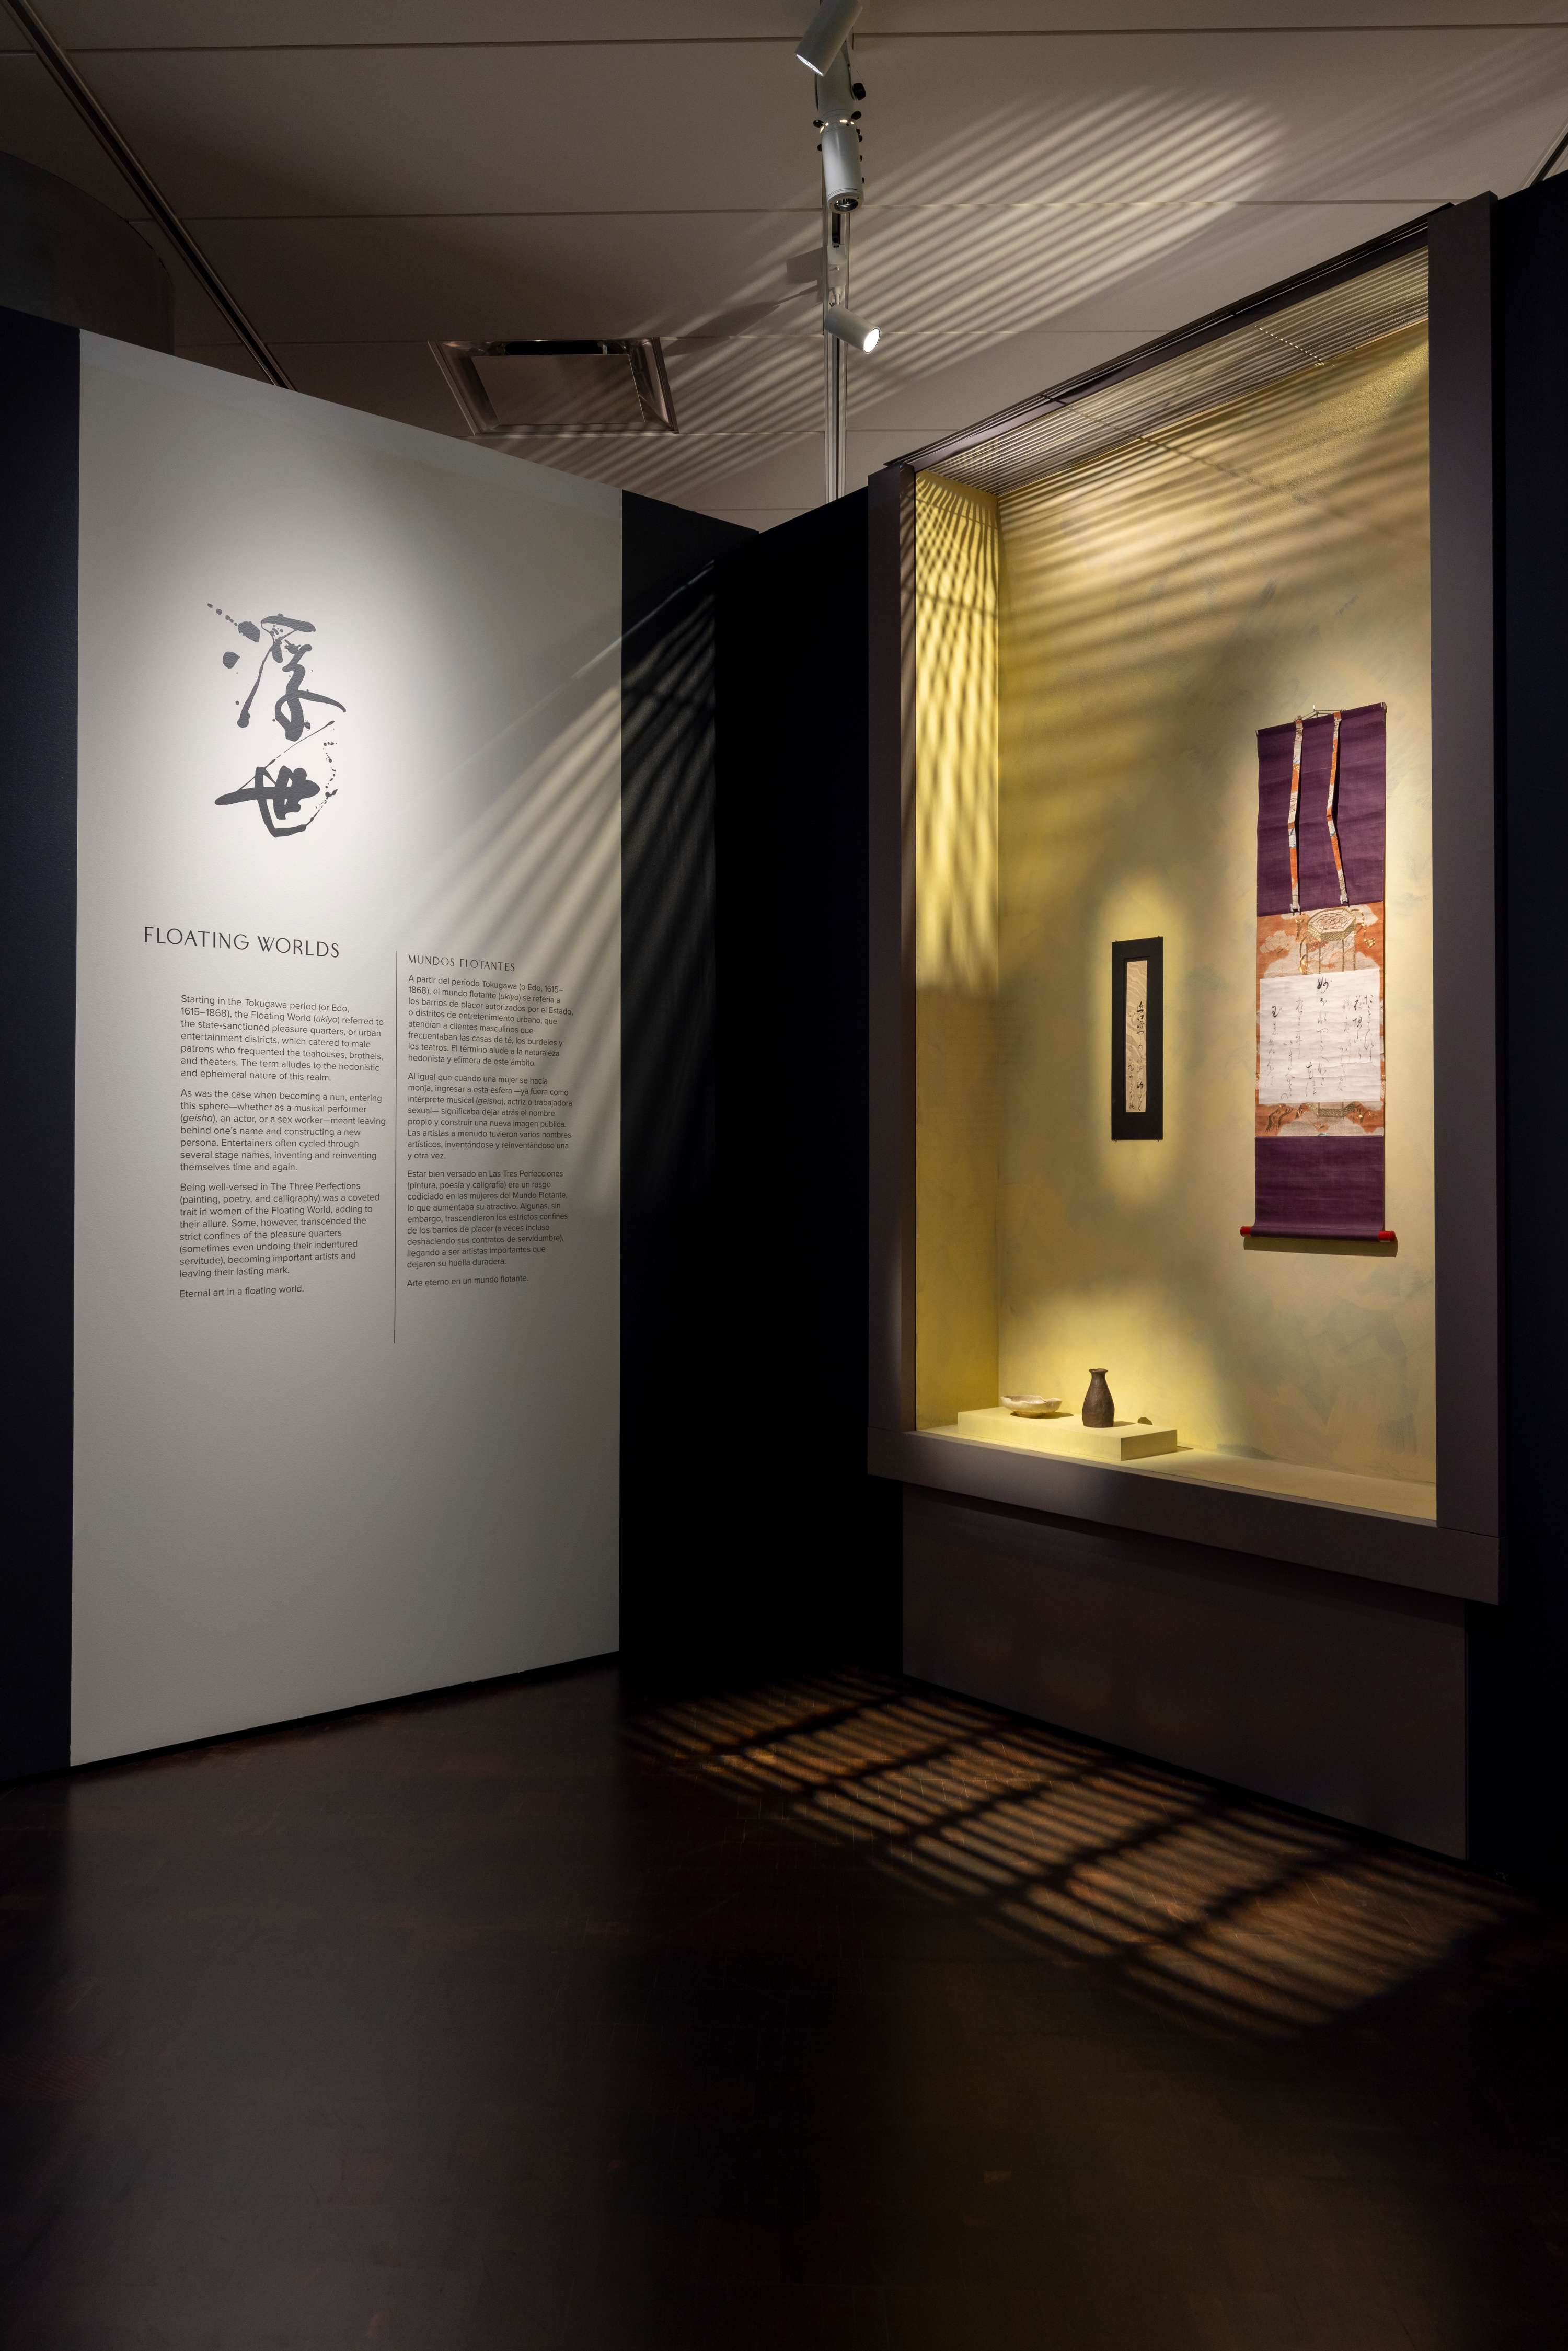 浮
世
FLOATING WORLDS
Starting in the Tokugawa period (or Edo,
1615–1868), the Floating World (ukiyo) referred to
the state-sanctioned pleasure quarters, or urban
entertainment districts, which catered to male
patrons who frequented the teahouses, brothels,
and theaters. The term alludes to the hedonistic
and ephemeral nature of this realm.
As was the case when becoming a nun, entering
this sphere—whether as a musical performer
(geisha), an actor, or a sex worker—meant leaving
behind one's name and constructing a new
persona. Entertainers often cycled through
several stage names, inventing and reinventing
themselves time and again.
Being well-versed in The Three Perfections
(painting, poetry, and calligraphy) was a coveted
trait in women of the Floating World, adding to
their allure. Some, however, transcended the
strict confines of the pleasure quarters
(sometimes even undoing their indentured
servitude), becoming important artists and
leaving their lasting mark.
Eternal art in a floating world.
MUNDOS FLOTANTES
A partir del periodo Tokugawa (o Edo, 1615–
1868), el mundo flotante (ukiyo) se refería a
los barrios de placer autorizados por el Estado,
o distritos de entretenimiento urbano, que
atendían a clientes masculinos que
frecuentaban las casas de té, los burdeles y
los teatros. El término alude a la naturaleza
hedonista y efímera de este ámbito.
Al igual que cuando una mujer se hacía
monja, ingresar a esta esfera —ya fuera como
intérprete musical (geisha), actriz o trabajadora
sexual— significaba dejar atrás el nombre
propio y construir una nueva imagen pública.
Las artistas a menudo tuvieron varios nombres
artísticos, inventándose y reinventándose una
y otra vez.
Estar bien versado en Las Tres Perfecciones
(pintura, poesía y caligrafía) era un rasgo
codiciado en las mujeres del Mundo Flotante,
lo que aumentaba su atractivo. Algunas, sin
embargo, trascendieron los estrictos confines
de los barrios de placer (a veces incluso
deshaciendo sus contratos de servidumbre),
llegando a ser artistas importantes que
dejaron su huella duradera.
Arte eterno en un mundo flotante.